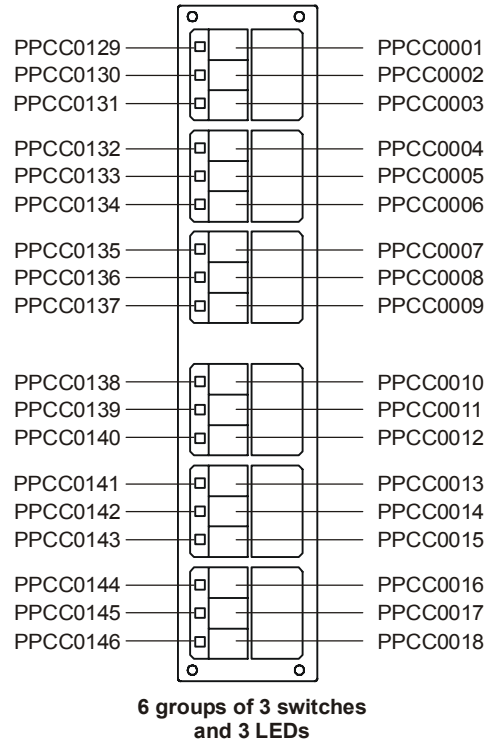 PPCC0129 PPCC0001
PPCC0130 PPCC0002
PPCC0131 PPCC0003
PPCC0132 PPCC0004
PPCC0133 PPCC0005
PPCC0134 PPCC0006
PPCC0135 PPCC0007
PPCC0136 PPCC0008
PPCC0137 PPCC0009
PPCC0138 PPCC0010
PPCC0139 PPCC0011
PPCC0140 PPCC0012
PPCC0141 PPCC0013
PPCC0142 PPCC0014
PPCC0143 PPCC0015
PPCC0144 PPCC0016
PPCC0145 PPCC0017
PPCC0146 PPCC0018
6 groups of 3 switches
and 3 LEDs